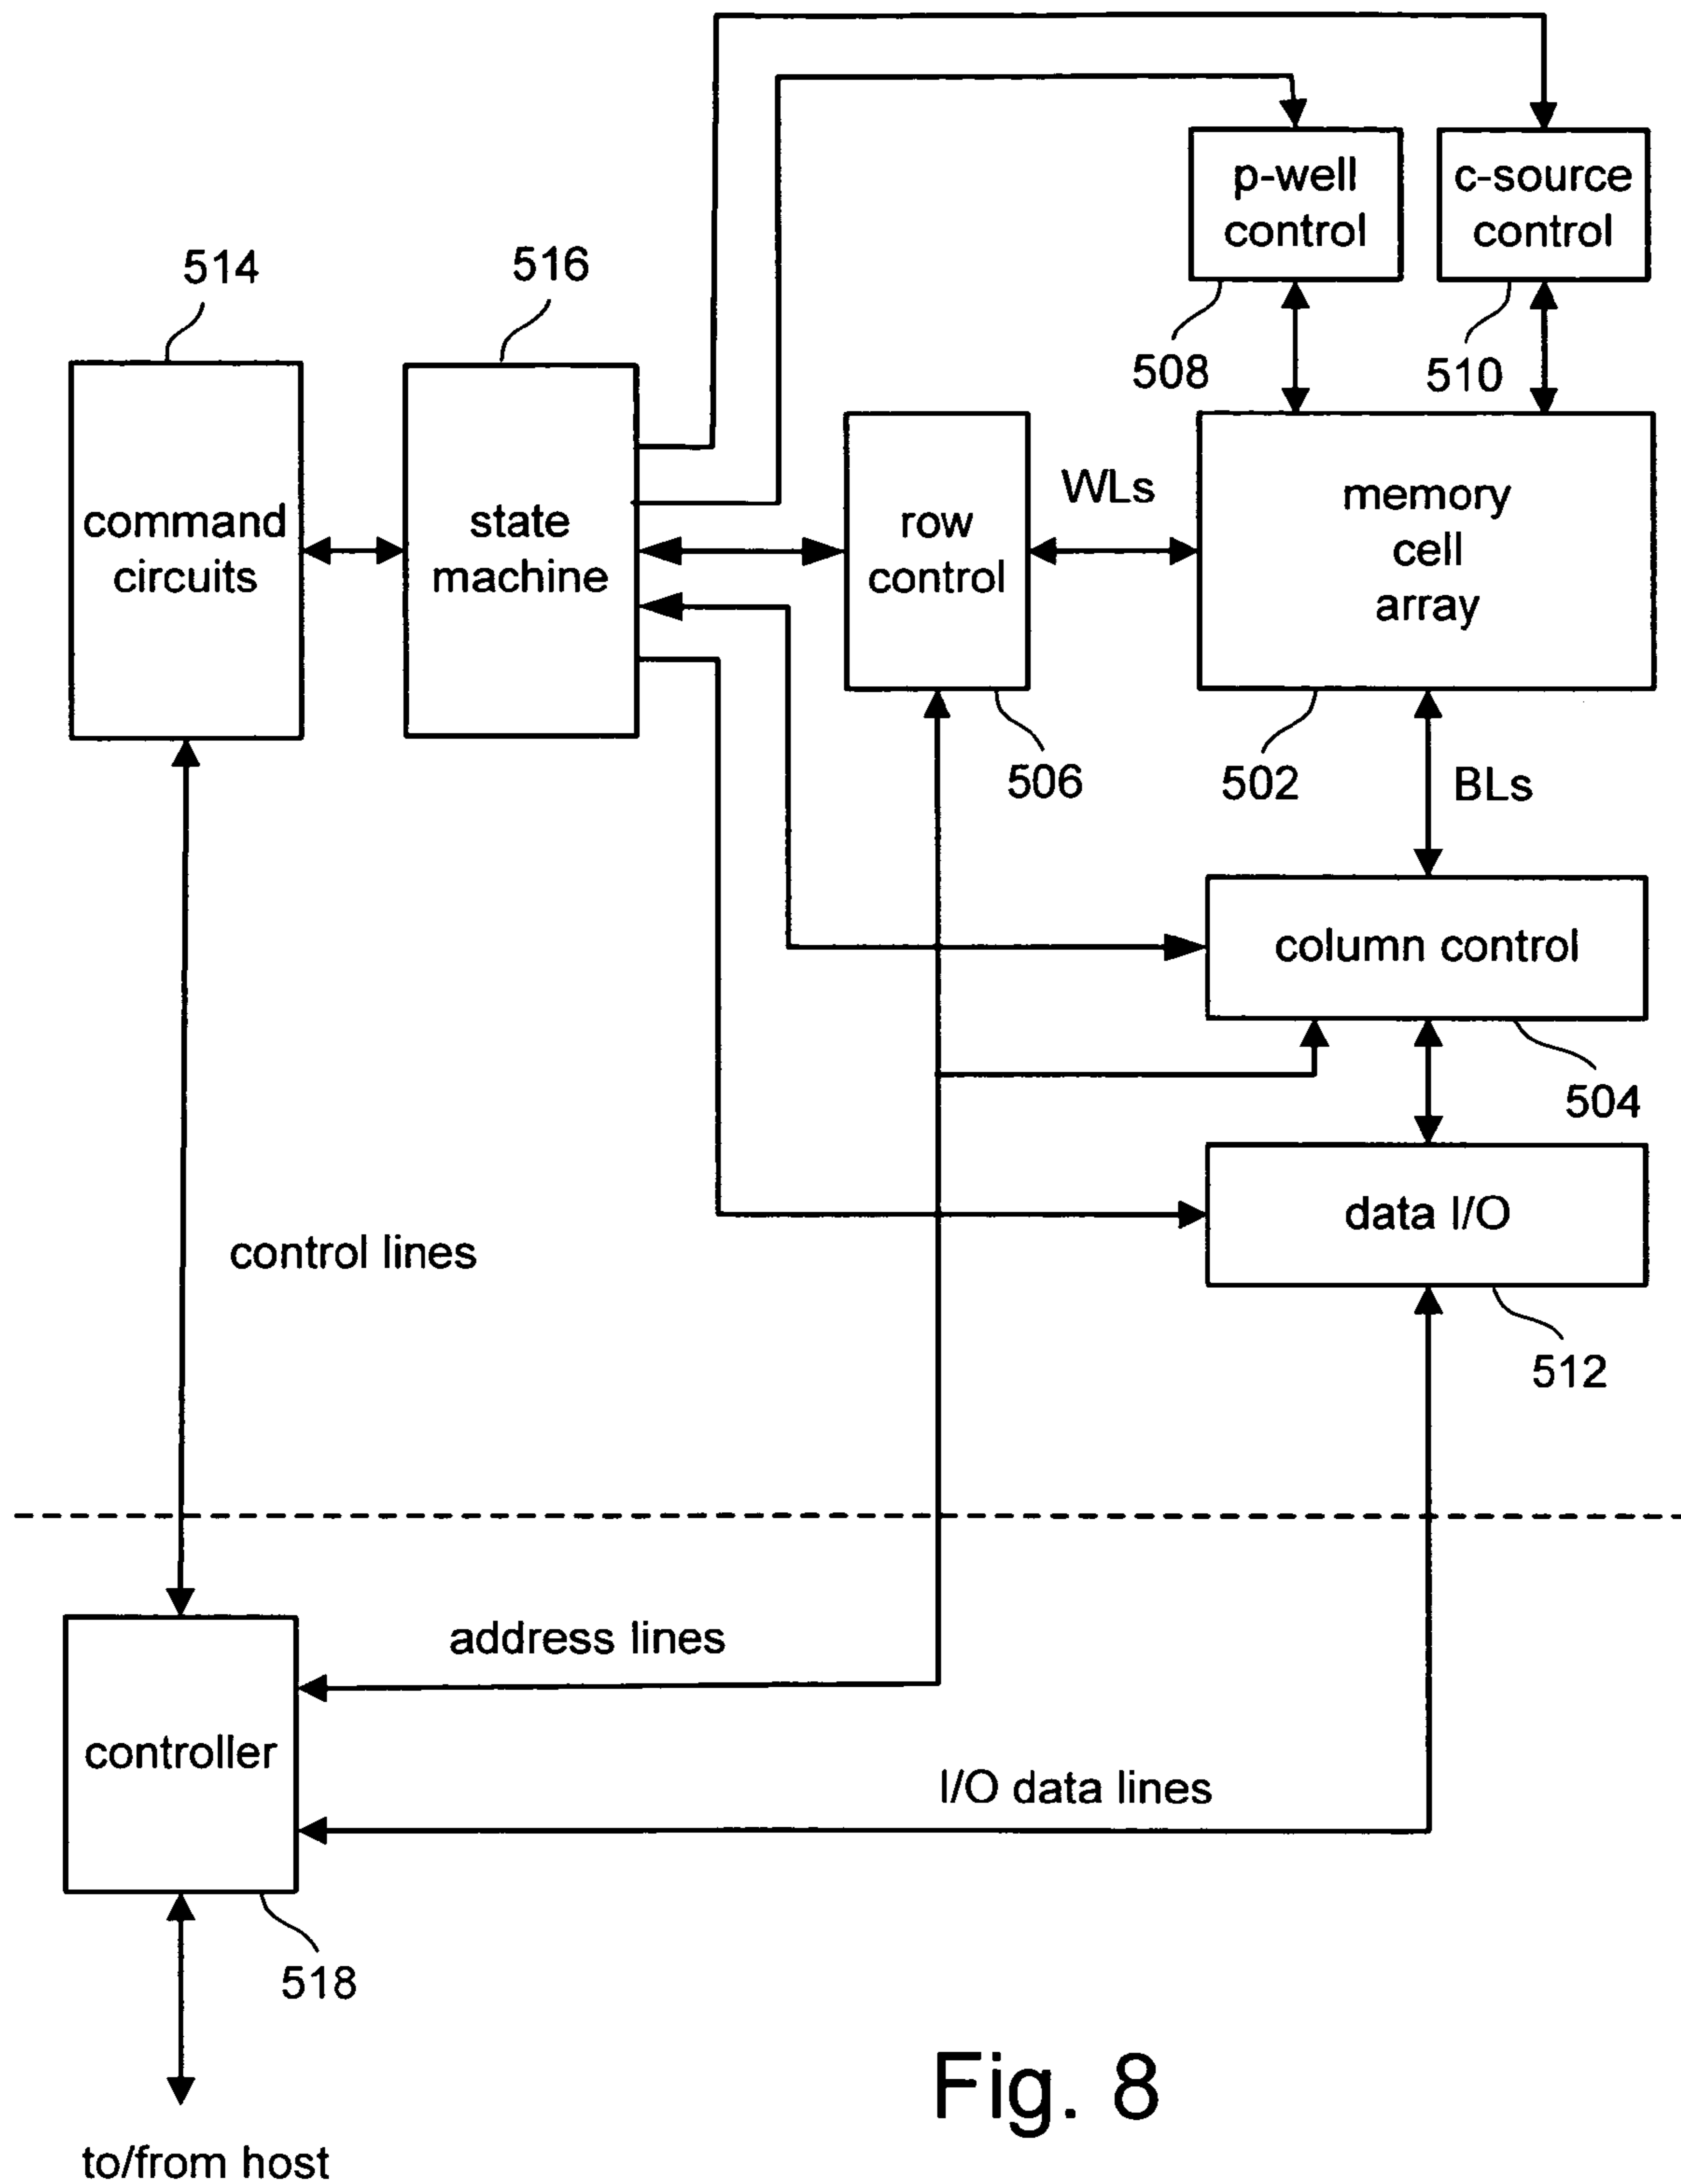 p-well
control
c-source
control
514
516
508
510
command
circuits
state
machine
row
control
WLs
memory
cell
array
506
502
BLs
column control
504
data I/O
control lines
512
address lines
controller
I/O data lines
518
Fig. 8
to/from host